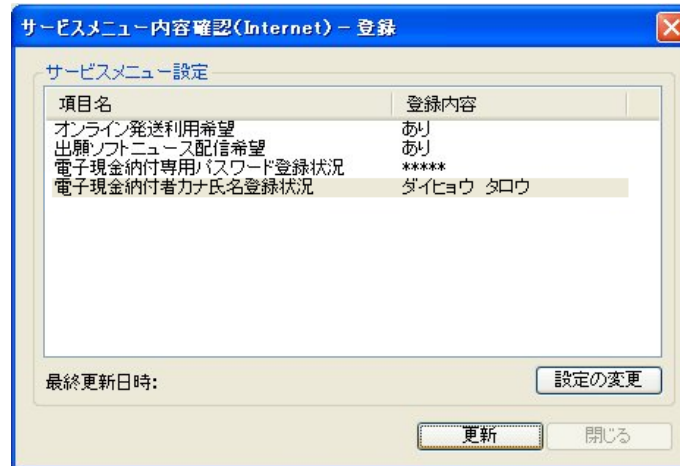 サービスメニュー内容確認(Internet) － 登録
サービスメニュー設定
項目名 登録内容
オンライン発送利用希望 あり
出願ソフトニュース配信希望 あり
電子現金納付専用パスワード登録状況 *****
電子現金納付者カナ氏名登録状況 ダイヒョウ タロウ
最終更新日時:
設定の変更
更新 閉じる